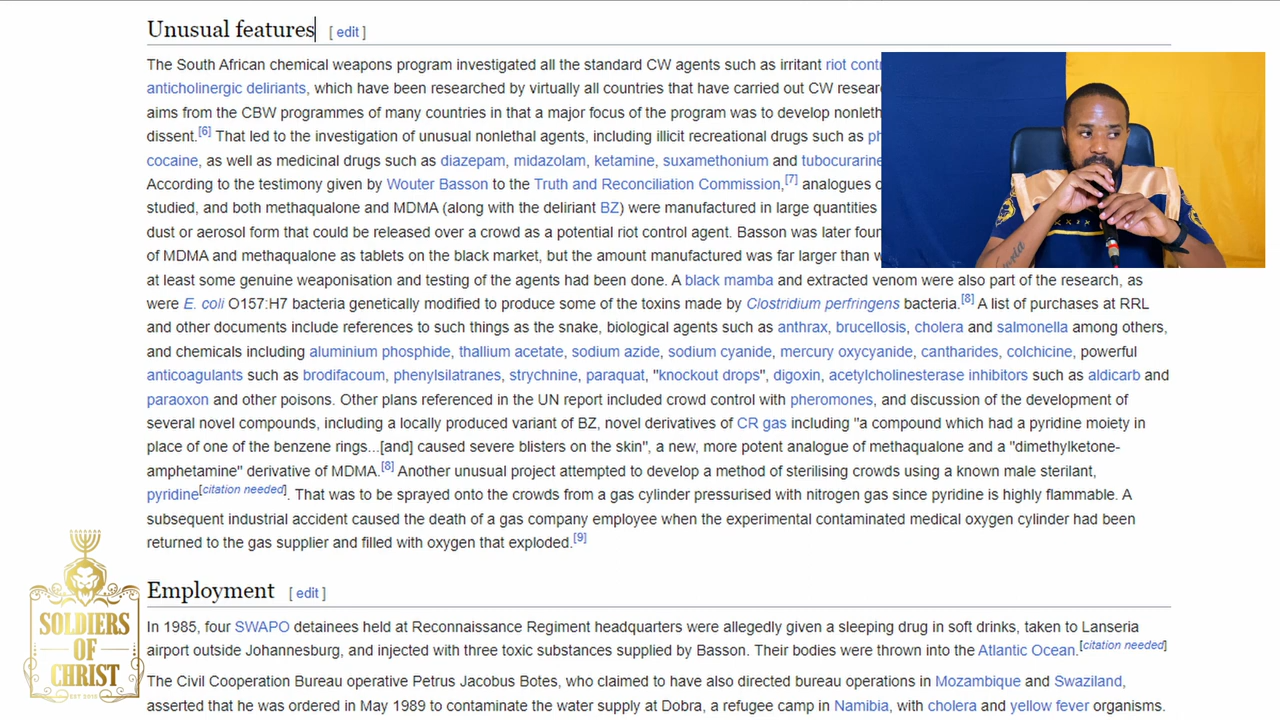 Unusual features [ edit ]
The South African chemical weapons program investigated all the standard CW agents such as irritant riot
anticholinergic deliriants, which have been researched by virtually all countries that have carried out CW
aims from the CBW programmes of many countries in that a major focus of the program was to develop
dissent.[6] That led to the investigation of unusual nonlethal agents, including illicit recreational drugs such as
cocaine, as well as medicinal drugs such as diazepam, midazolam, ketamine, suxamethonium and tubocurarine
According to the testimony given by Wouter Basson to the Truth and Reconciliation Commission,[7] analogues
studied, and both methaqualone and MDMA (along with the deliriant BZ) were manufactured in large quantities
dust or aerosol form that could be released over a crowd as a potential riot control agent. Basson was later
of MDMA and methaqualone as tablets on the black market, but the amount manufactured was far larger than
at least some genuine weaponisation and testing of the agents had been done. A black mamba and extracted venom were also part of the research, as
were E. coli O157:H7 bacteria genetically modified to produce some of the toxins made by Clostridium perfringens bacteria.[8] A list of purchases at RRL
and other documents include references to such things as the snake, biological agents such as anthrax, brucellosis, cholera and salmonella among others,
and chemicals including aluminium phosphide, thallium acetate, sodium azide, sodium cyanide, mercury oxycyanide, cantharides, colchicine, powerful
anticoagulants such as brodifacoum, phenylsilatranes, strychnine, paraquat, "knockout drops", digoxin, acetylcholinesterase inhibitors such as aldicarb and
paraoxon and other poisons. Other plans referenced in the UN report included crowd control with pheromones, and discussion of the development of
several novel compounds, including a locally produced variant of BZ, novel derivatives of CR gas including "a compound which had a pyridine moiety in
place of one of the benzene rings...[and] caused severe blisters on the skin", a new, more potent analogue of methaqualone and a "dimethylketone-
amphetamine" derivative of MDMA.[8] Another unusual project attempted to develop a method of sterilising crowds using a known male sterilant,
pyridine[citation needed]. That was to be sprayed onto the crowds from a gas cylinder pressurised with nitrogen gas since pyridine is highly flammable. A
subsequent industrial accident caused the death of a gas company employee when the experimental contaminated medical oxygen cylinder had been
returned to the gas supplier and filled with oxygen that exploded.[9]
Employment [ edit ]
In 1985, four SWAPO detainees held at Reconnaissance Regiment headquarters were allegedly given a sleeping drug in soft drinks, taken to Lanseria
airport outside Johannesburg, and injected with three toxic substances supplied by Basson. Their bodies were thrown into the Atlantic Ocean.[citation needed]
The Civil Cooperation Bureau operative Petrus Jacobus Botes, who claimed to have also directed bureau operations in Mozambique and Swaziland,
asserted that he was ordered in May 1989 to contaminate the water supply at Dobra, a refugee camp in Namibia, with cholera and yellow fever organisms.
SOLDIERS
OF
CHRIST